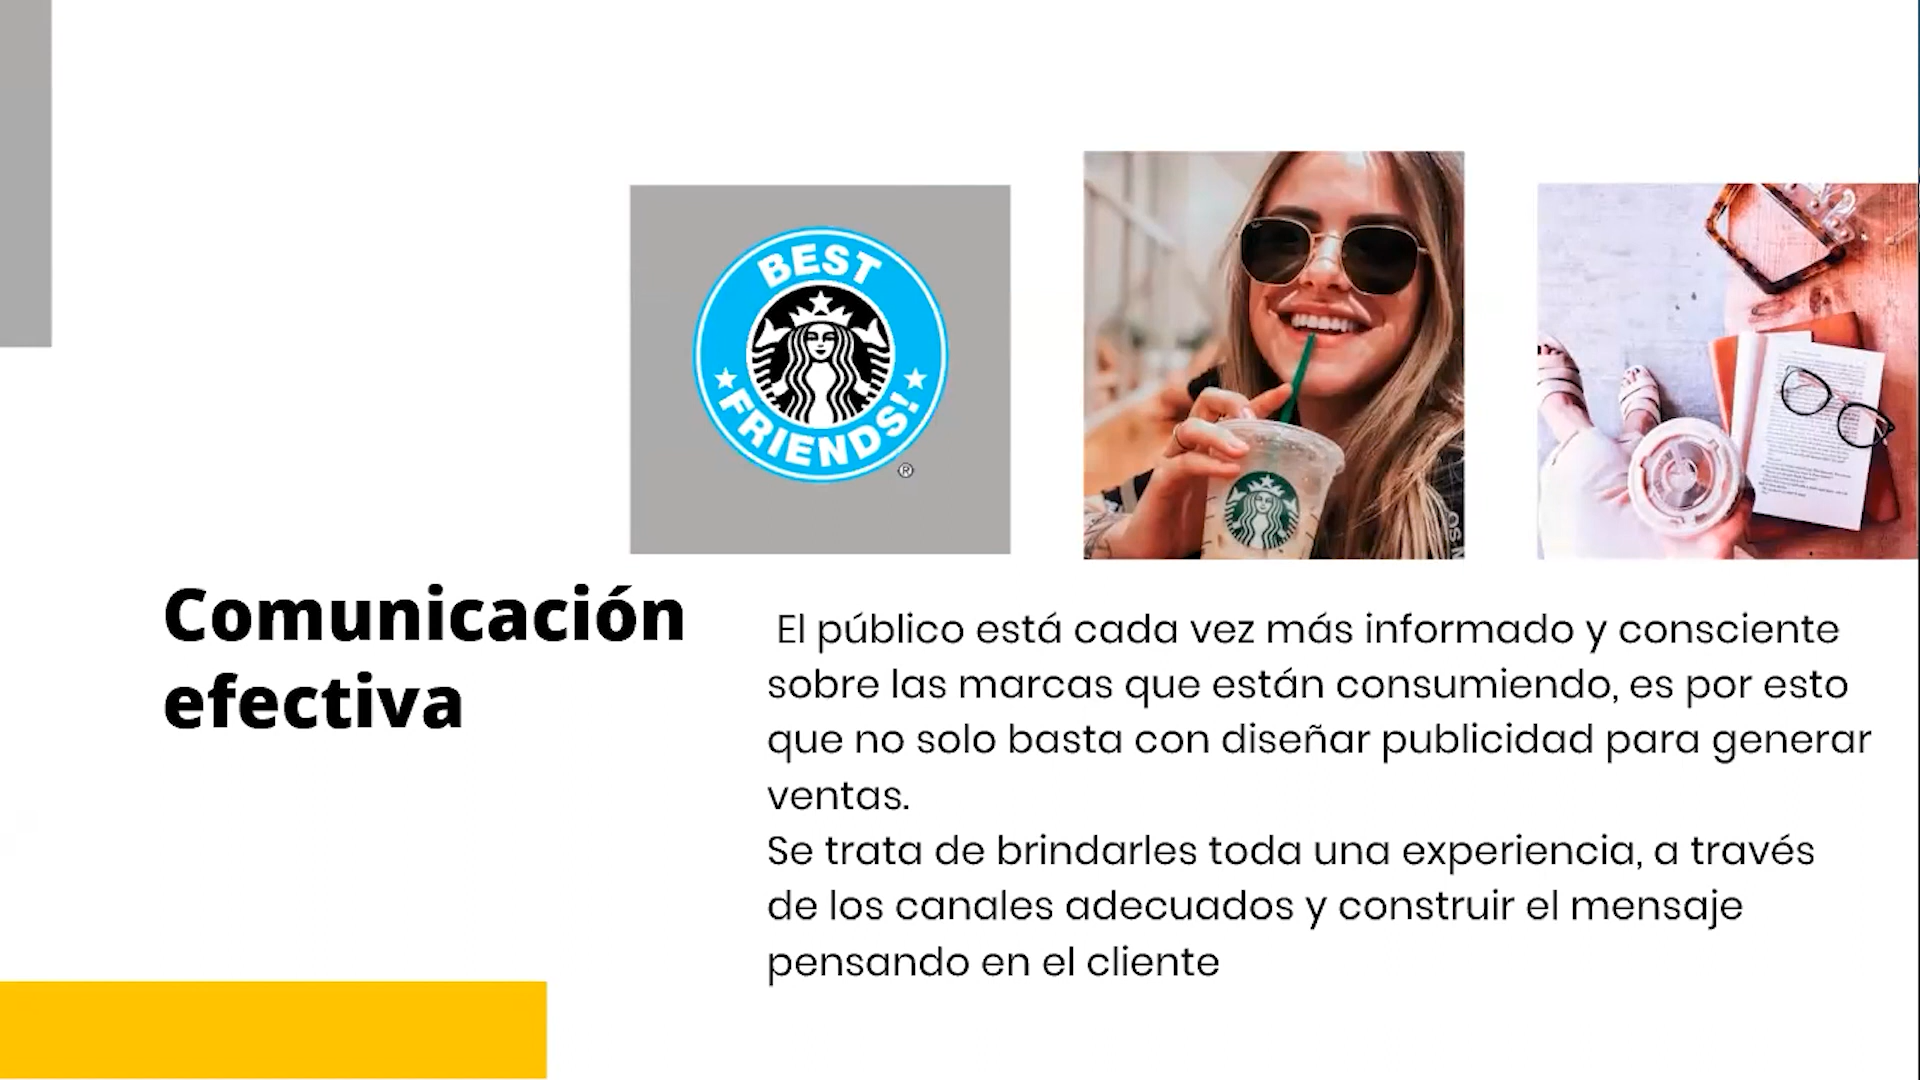 BEST
FRIENDS!
®
Comunicación
efectiva
El público está cada vez más informado y consciente
sobre las marcas que están consumiendo, es por esto
que no solo basta con diseñar publicidad para generar
ventas.
Se trata de brindarles toda una experiencia, a través
de los canales adecuados y construir el mensaje
pensando en el cliente